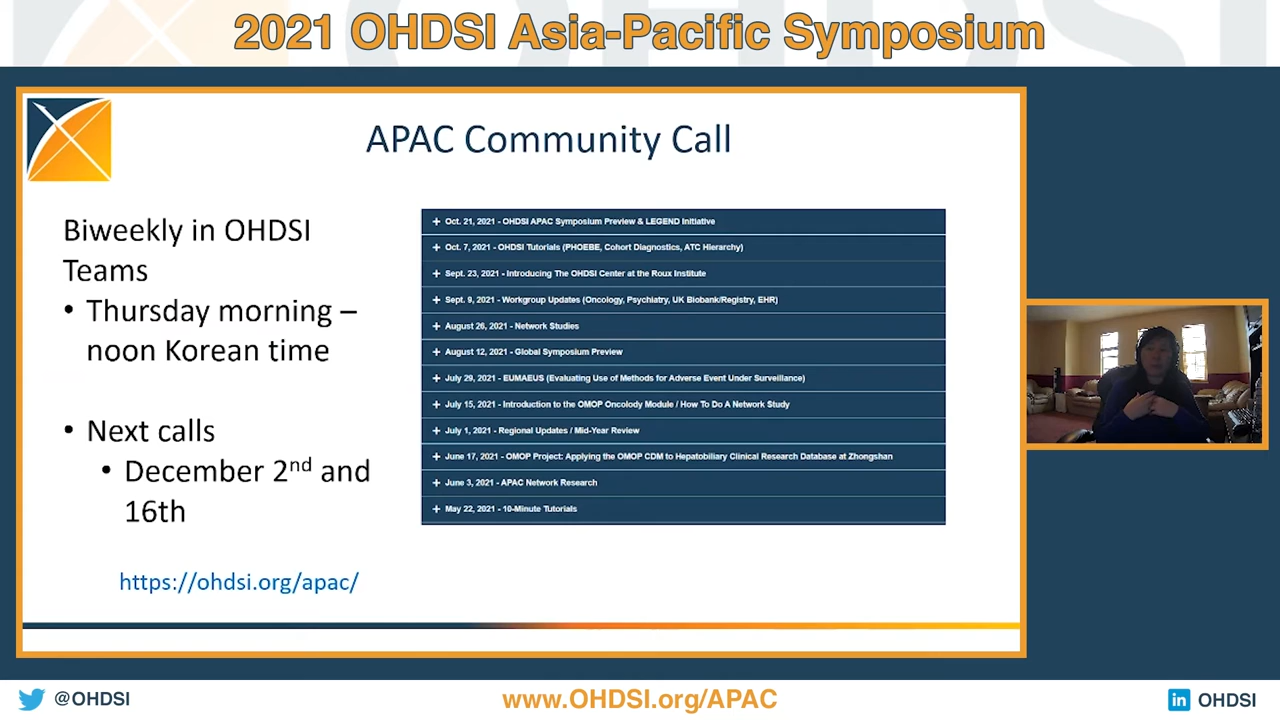 2021 OHDSI Asia-Pacific Symposium
APAC Community Call
Biweekly in OHDSI
Teams
• Thursday morning –
noon Korean time
• Next calls
• December 2nd and
16th
https://ohdsi.org/apac/
+ Oct. 21, 2021 - OHDSI APAC Symposium Preview & LEGEND Initiative
+ Oct. 7, 2021 - OHDSI Tutorials (PHOEBE, Cohort Diagnostics, ATC Hierarchy)
+ Sept. 23, 2021 - Introducing The OHDSI Center at the Roux Institute
+ Sept. 9, 2021 - Workgroup Updates (Oncology, Psychiatry, UK Biobank/Registry, EHR)
+ August 26, 2021 - Network Studies
+ August 12, 2021 - Global Symposium Preview
+ July 29, 2021 - EUMAEUS (Evaluating Use of Methods for Adverse Event Under Surveillance)
+ July 15, 2021 - Introduction to the OMOP Oncolody Module / How To Do A Network Study
+ July 1, 2021 - Regional Updates / Mid-Year Review
+ June 17, 2021 - OMOP Project: Applying the OMOP CDM to Hepatobiliary Clinical Research Database at Zhongshan
+ June 3, 2021 - APAC Network Research
+ May 22, 2021 - 10-Minute Tutorials
@OHDSI
www.OHDSI.org/APAC
in OHDSI